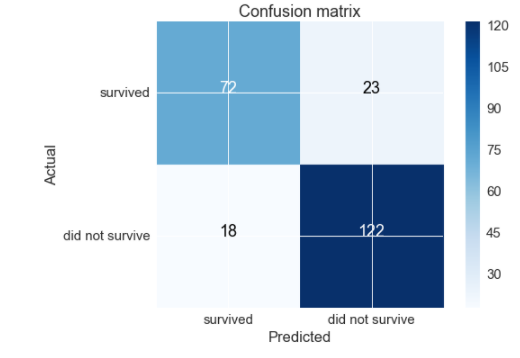 Confusion matrix
120
105
90
75
60
45
30
survived
72
23
Actual
did not survive
18
122
survived
did not survive
Predicted